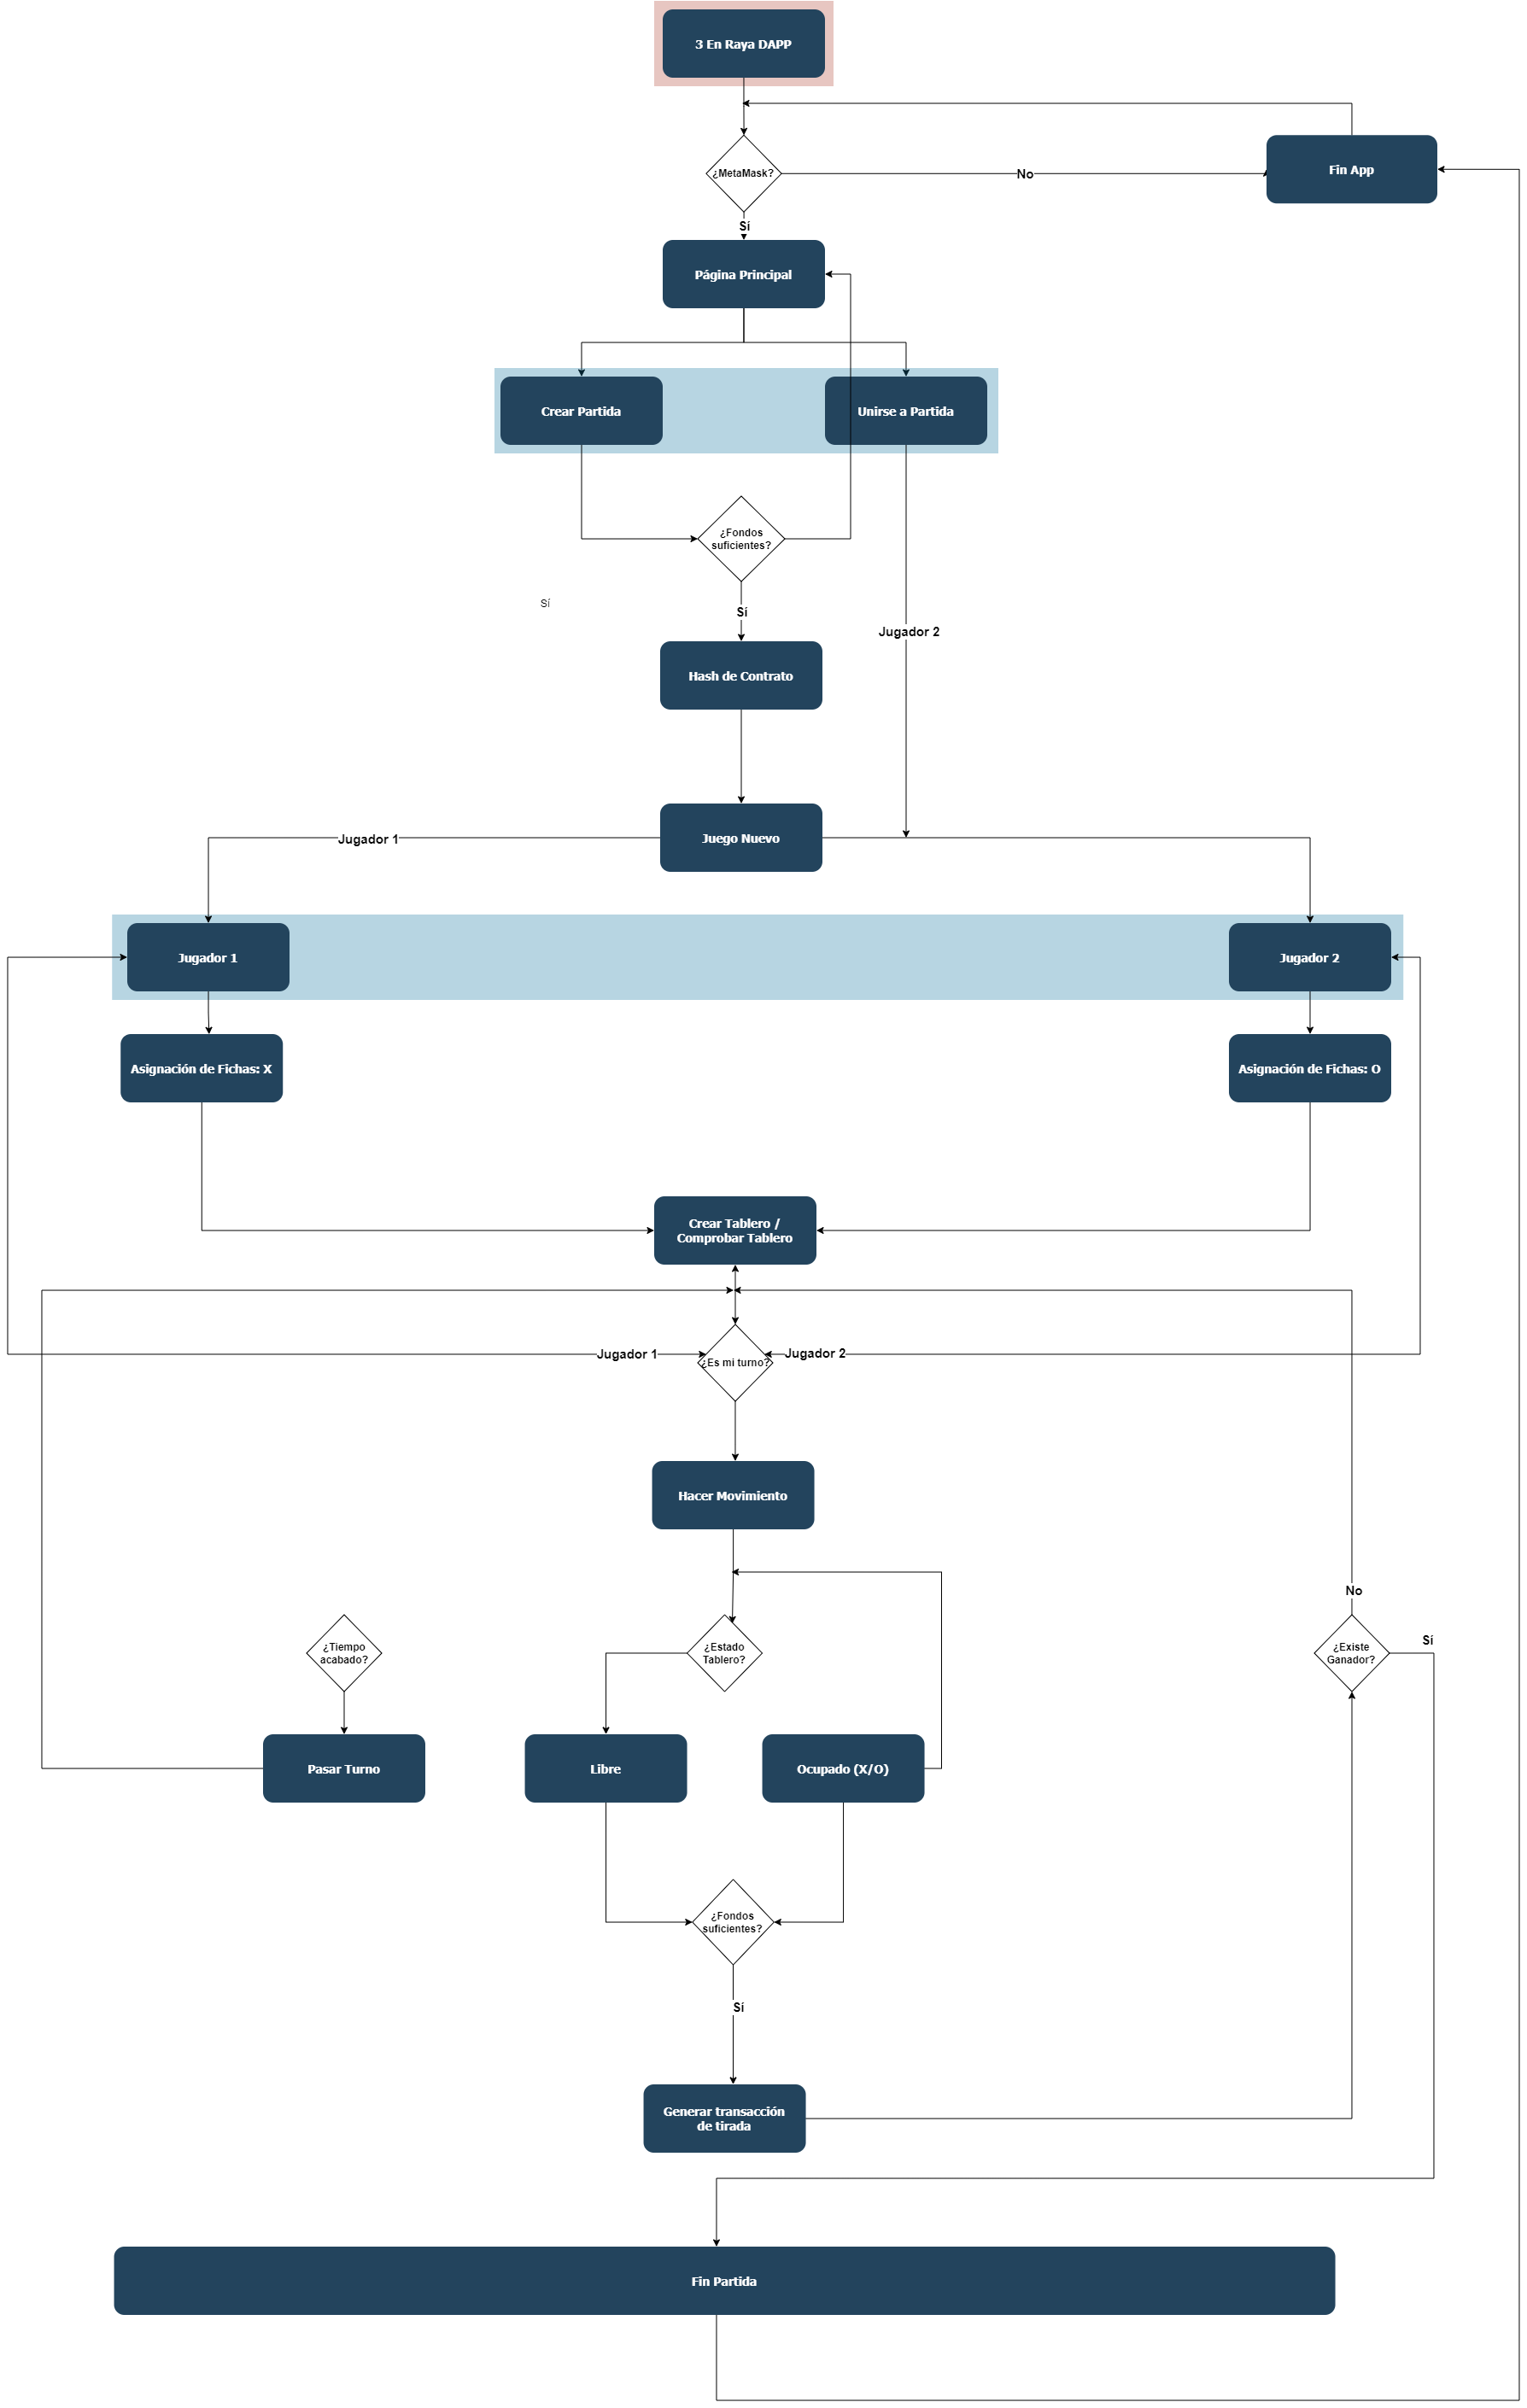 3 En Raya DAPP
¿MetaMask?
No
Fin App
Sí
Página Principal
Crear Partida
Unirse a Partida
¿Fondos
suficientes?
Sí
Sí
Jugador 2
Hash de Contrato
Juego Nuevo
Jugador 1
Jugador 1
Jugador 2
Asignación de Fichas: X
Asignación de Fichas: O
Crear Tablero /
Comprobar Tablero
Jugador 1
¿Es mi turno?
Jugador 2
Hacer Movimiento
No
¿Tiempo
acabado?
¿Estado
Tablero?
¿Existe
Ganador?
Sí
Pasar Turno
Libre
Ocupado (X/O)
¿Fondos
suficientes?
Sí
Generar transacción
de tirada
Fin Partida